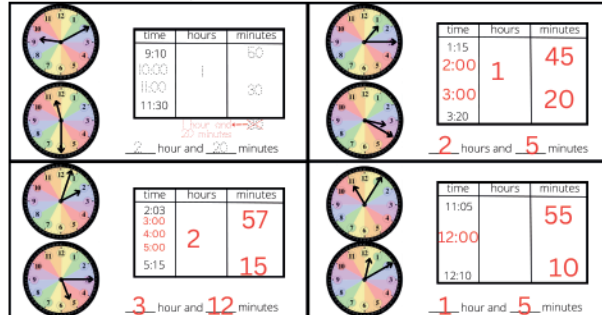 time hours minutes
9:10 50
10:00 1
11:00 30
11:30
1 hour and 80
20 minutes
2 hour and 20 minutes
time hours minutes
1:15 45
2:00 1
3:00 20
3:20
2 hours and 5 minutes
time hours minutes
2:03 57
3:00
4:00 2
5:00
5:15 15
3 hour and 12 minutes
time hours minutes
11:05 55
12:00
12:10 10
1 hour and 5 minutes